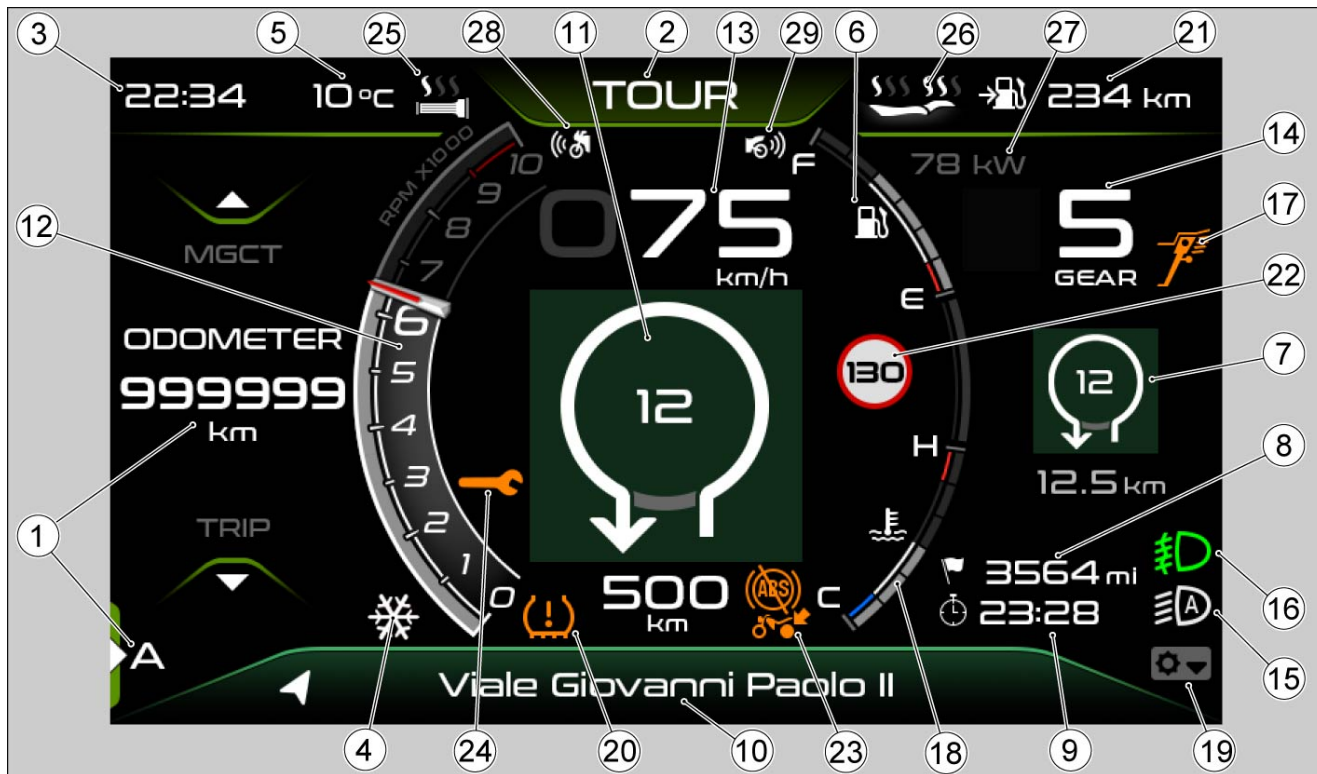 3
5
25
28
11
2
13
29
6
26
27
21
22:34
10 °C
TOUR
234 km
RPM X1000
10
9
8
7
6
5
4
3
2
1
0
F
78 kW
14
075
km/h
5
GEAR
17
12
MGCT
E
22
ODOMETER
999999
km
12
130
12
7
H
8
12.5 km
1
TRIP
3564 mi
16
500
km
ABS
C
23:28
A
15
A
Viale Giovanni Paolo II
4
24
20
10
23
18
9
19